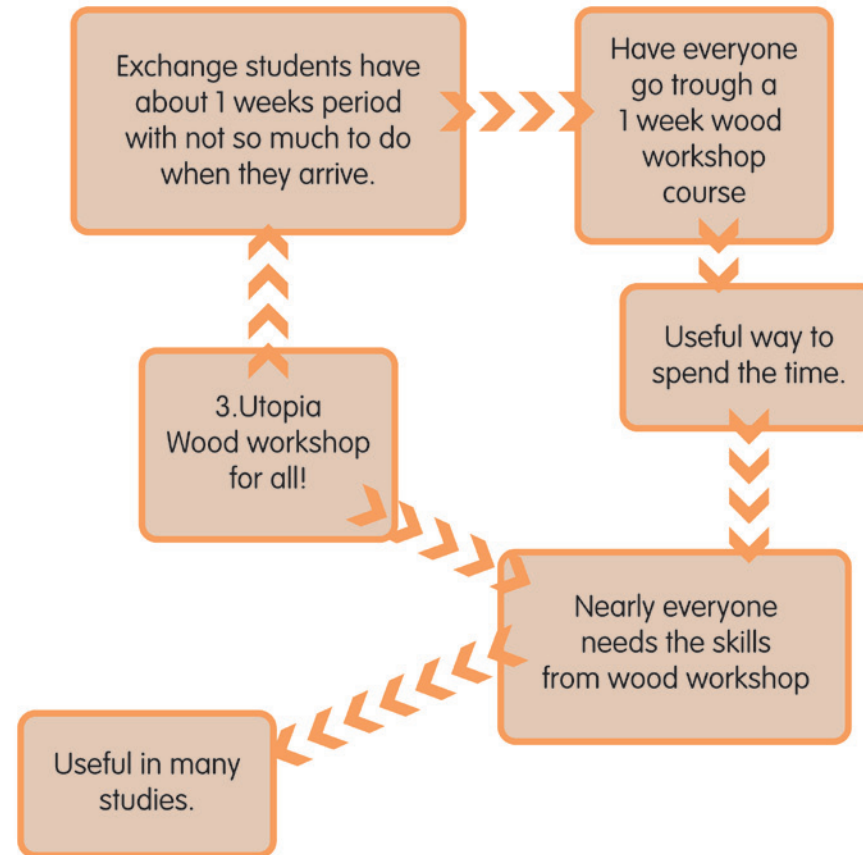 Exchange students have
about 1 weeks period
with not so much to do
when they arrive.
Have everyone
go trough a
1 week wood
workshop
course
Useful way to
spend the time.
3.Utopia
Wood workshop
for all!
Nearly everyone
needs the skills
from wood workshop
Useful in many
studies.